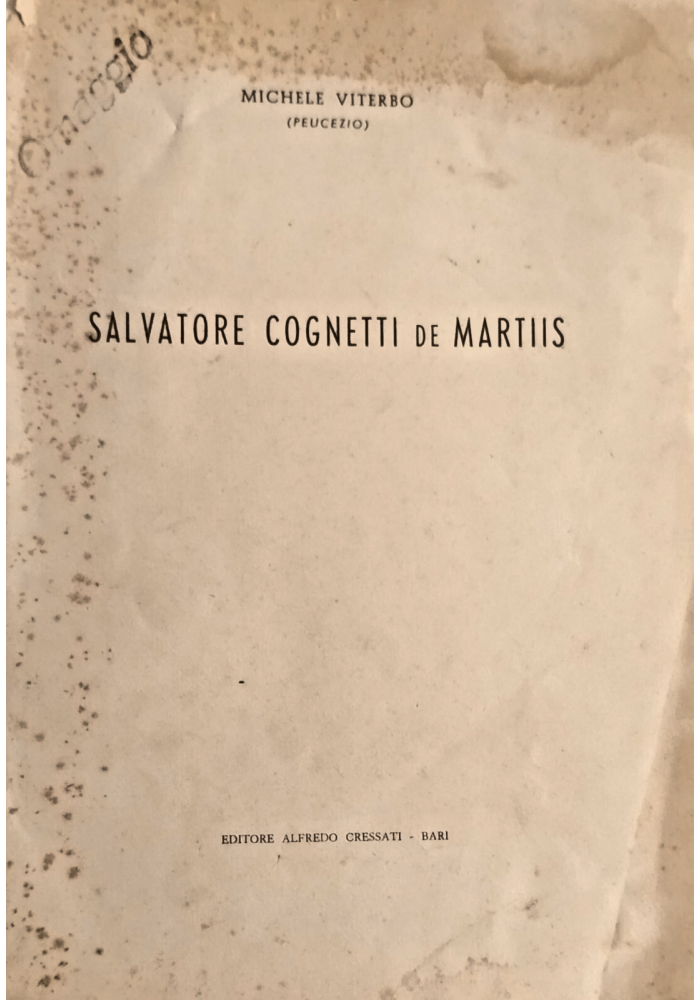 Omaggio
MICHELE VITERBO
(PEUCEZIO)
SALVATORE COGNETTI DE MARTIIS
EDITORE ALFREDO CRESSATI - BARI